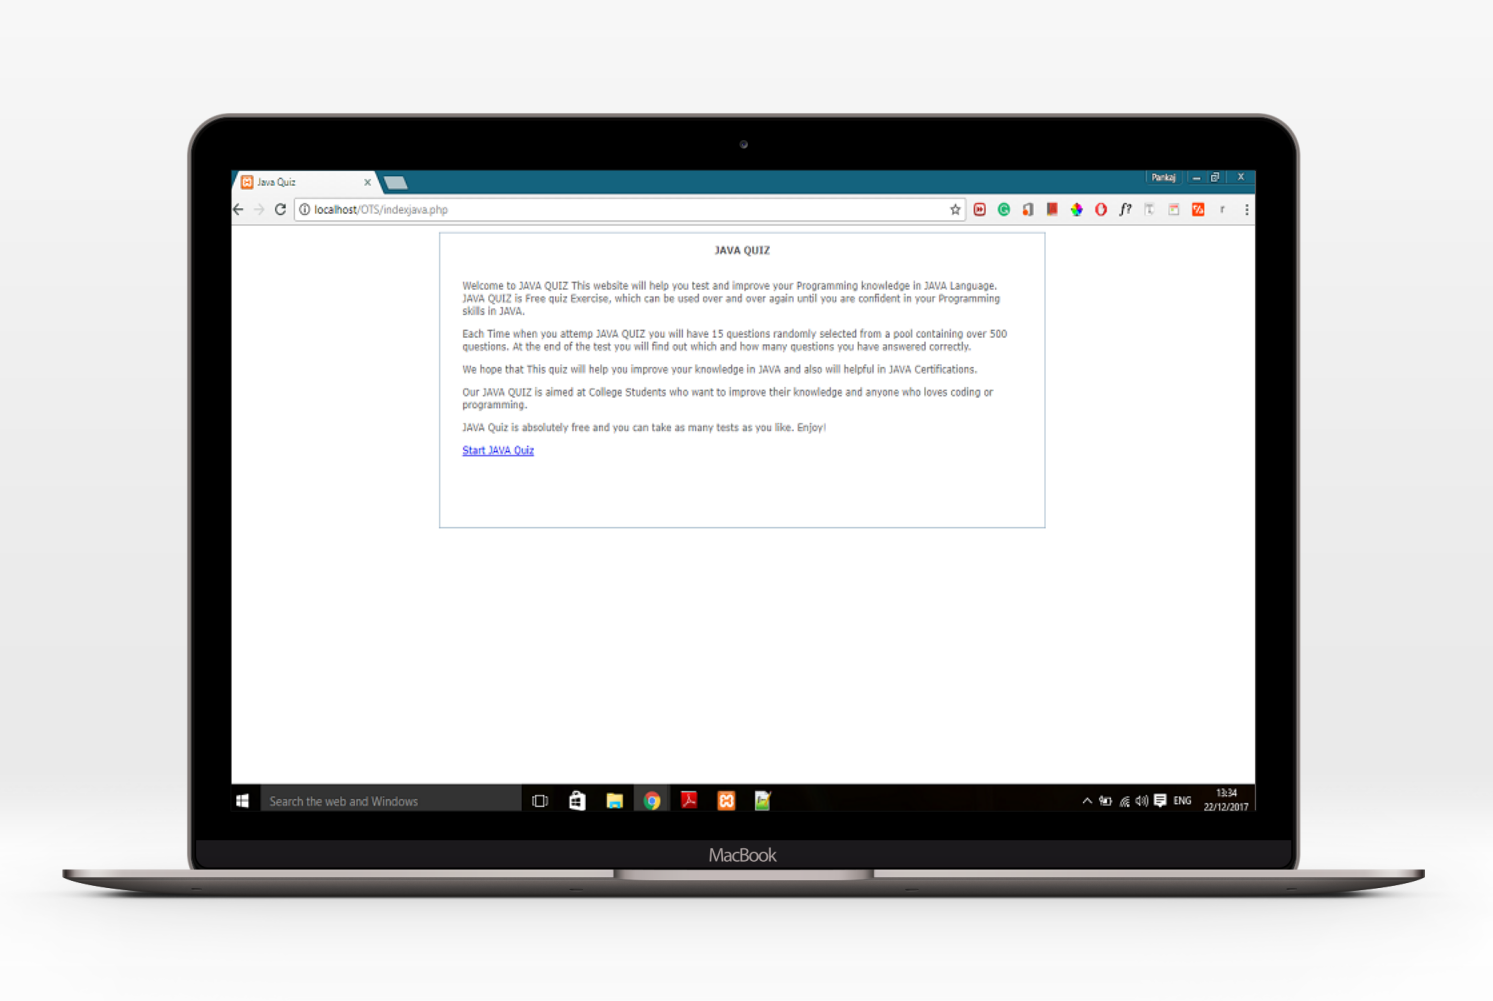 Java Quiz
Pankaj
localhost/OTS/indexjava.php
f?
JAVA QUIZ
Welcome to JAVA QUIZ This website will help you test and improve your Programming knowledge in JAVA Language.
JAVA QUIZ is Free quiz Exercise, which can be used over and over again until you are confident in your Programming
skills in JAVA.
Each Time when you attemp JAVA QUIZ you will have 15 questions randomly selected from a pool containing over 500
questions. At the end of the test you will find out which and how many questions you have answered correctly.
We hope that This quiz will help you improve your knowledge in JAVA and also will helpful in JAVA Certifications.
Our JAVA QUIZ is aimed at College Students who want to improve their knowledge and anyone who loves coding or
programming.
JAVA Quiz is absolutely free and you can take as many tests as you like. Enjoy!
Start JAVA Quiz
Search the web and Windows
ENG
13:34
22/12/2017
MacBook